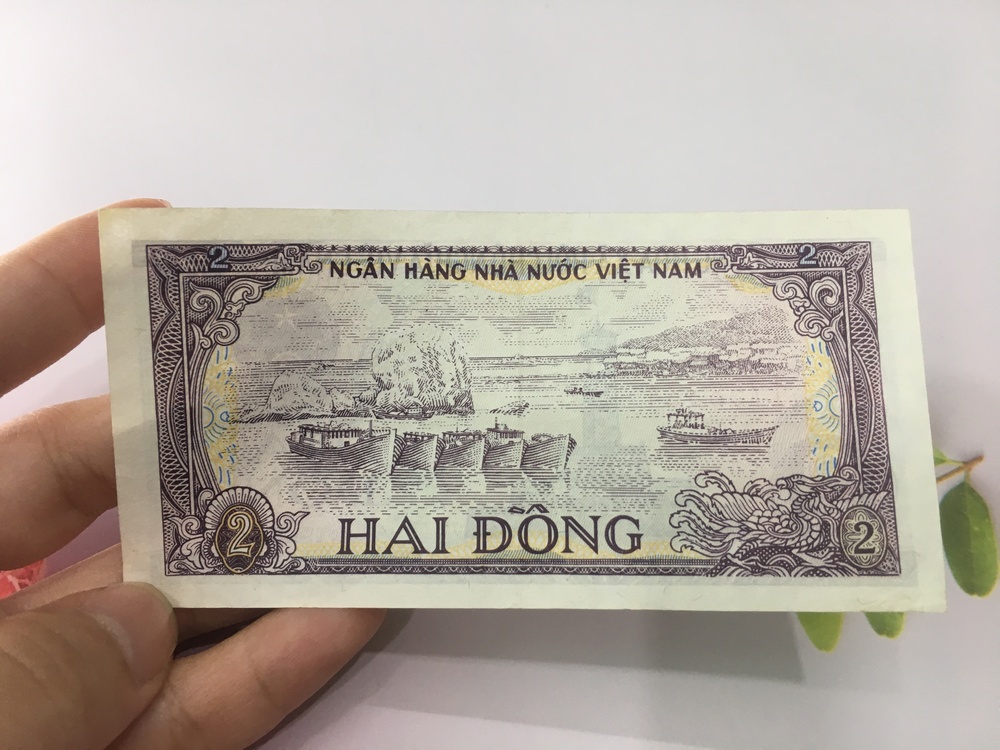 2 2
NGÂN HÀNG NHÀ NƯỚC VIỆT NAM
HAI ĐỒNG
2 2